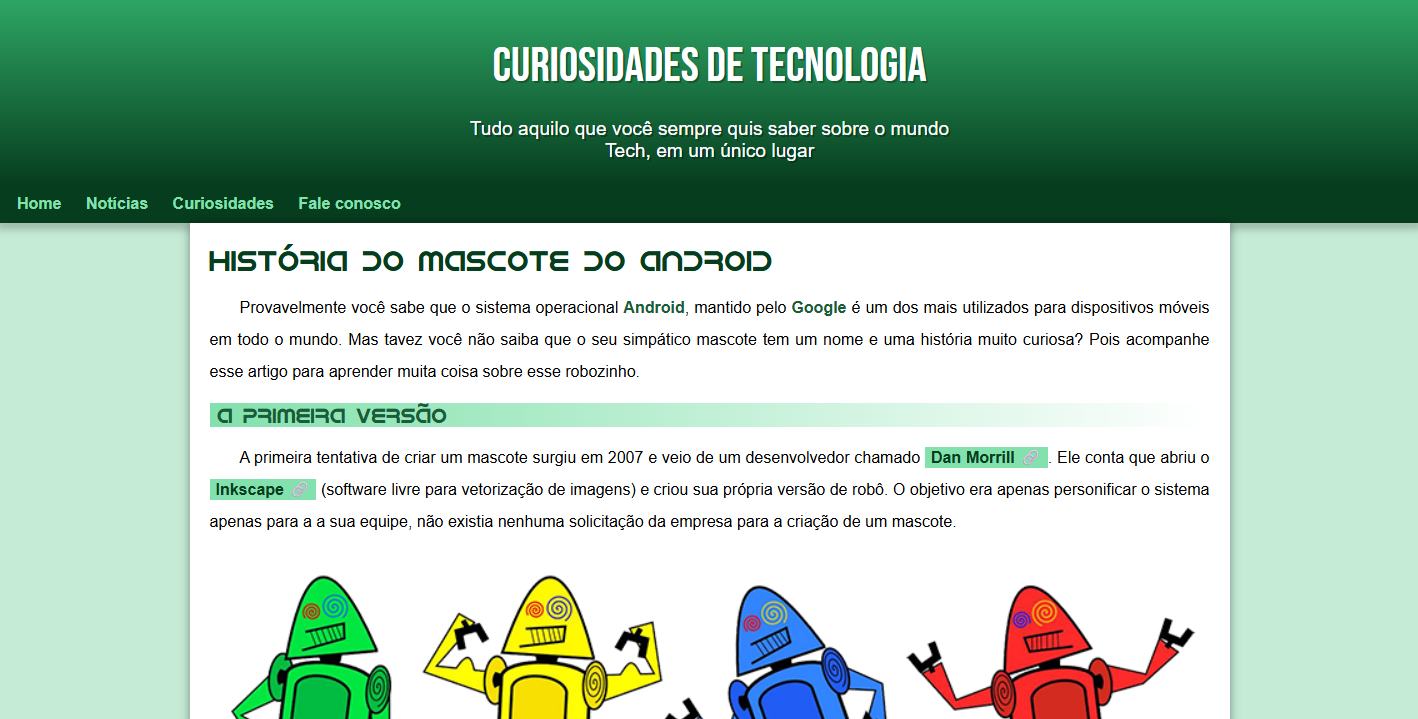 CURIOSIDADES DE TECNOLOGIA
Tudo aquilo que você sempre quis saber sobre o mundo
Tech, em um único lugar
Home Notícias Curiosidades Fale conosco
HISTÓRIA DO MASCOTE DO ANDROID
Provavelmente você sabe que o sistema operacional Android, mantido pelo Google é um dos mais utilizados para dispositivos móveis
em todo o mundo. Mas tavez você não saiba que o seu simpático mascote tem um nome e uma história muito curiosa? Pois acompanhe
esse artigo para aprender muita coisa sobre esse robozinho.
A PRIMEIRA VERSÃO
A primeira tentativa de criar um mascote surgiu em 2007 e veio de um desenvolvedor chamado Dan Morrill . Ele conta que abriu o
Inkscape (software livre para vetorização de imagens) e criou sua própria versão de robô. O objetivo era apenas personificar o sistema
apenas para a a sua equipe, não existia nenhuma solicitação da empresa para a criação de um mascote.